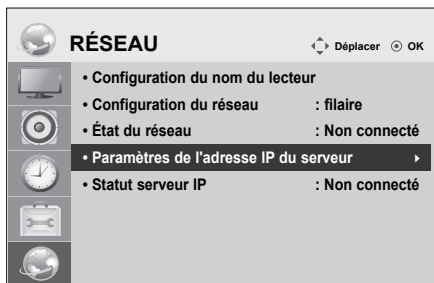 RÉSEAU
Déplacer OK
• Configuration du nom du lecteur
• Configuration du réseau : filaire
• État du réseau : Non connecté
• Paramètres de l'adresse IP du serveur
• Statut serveur IP : Non connecté